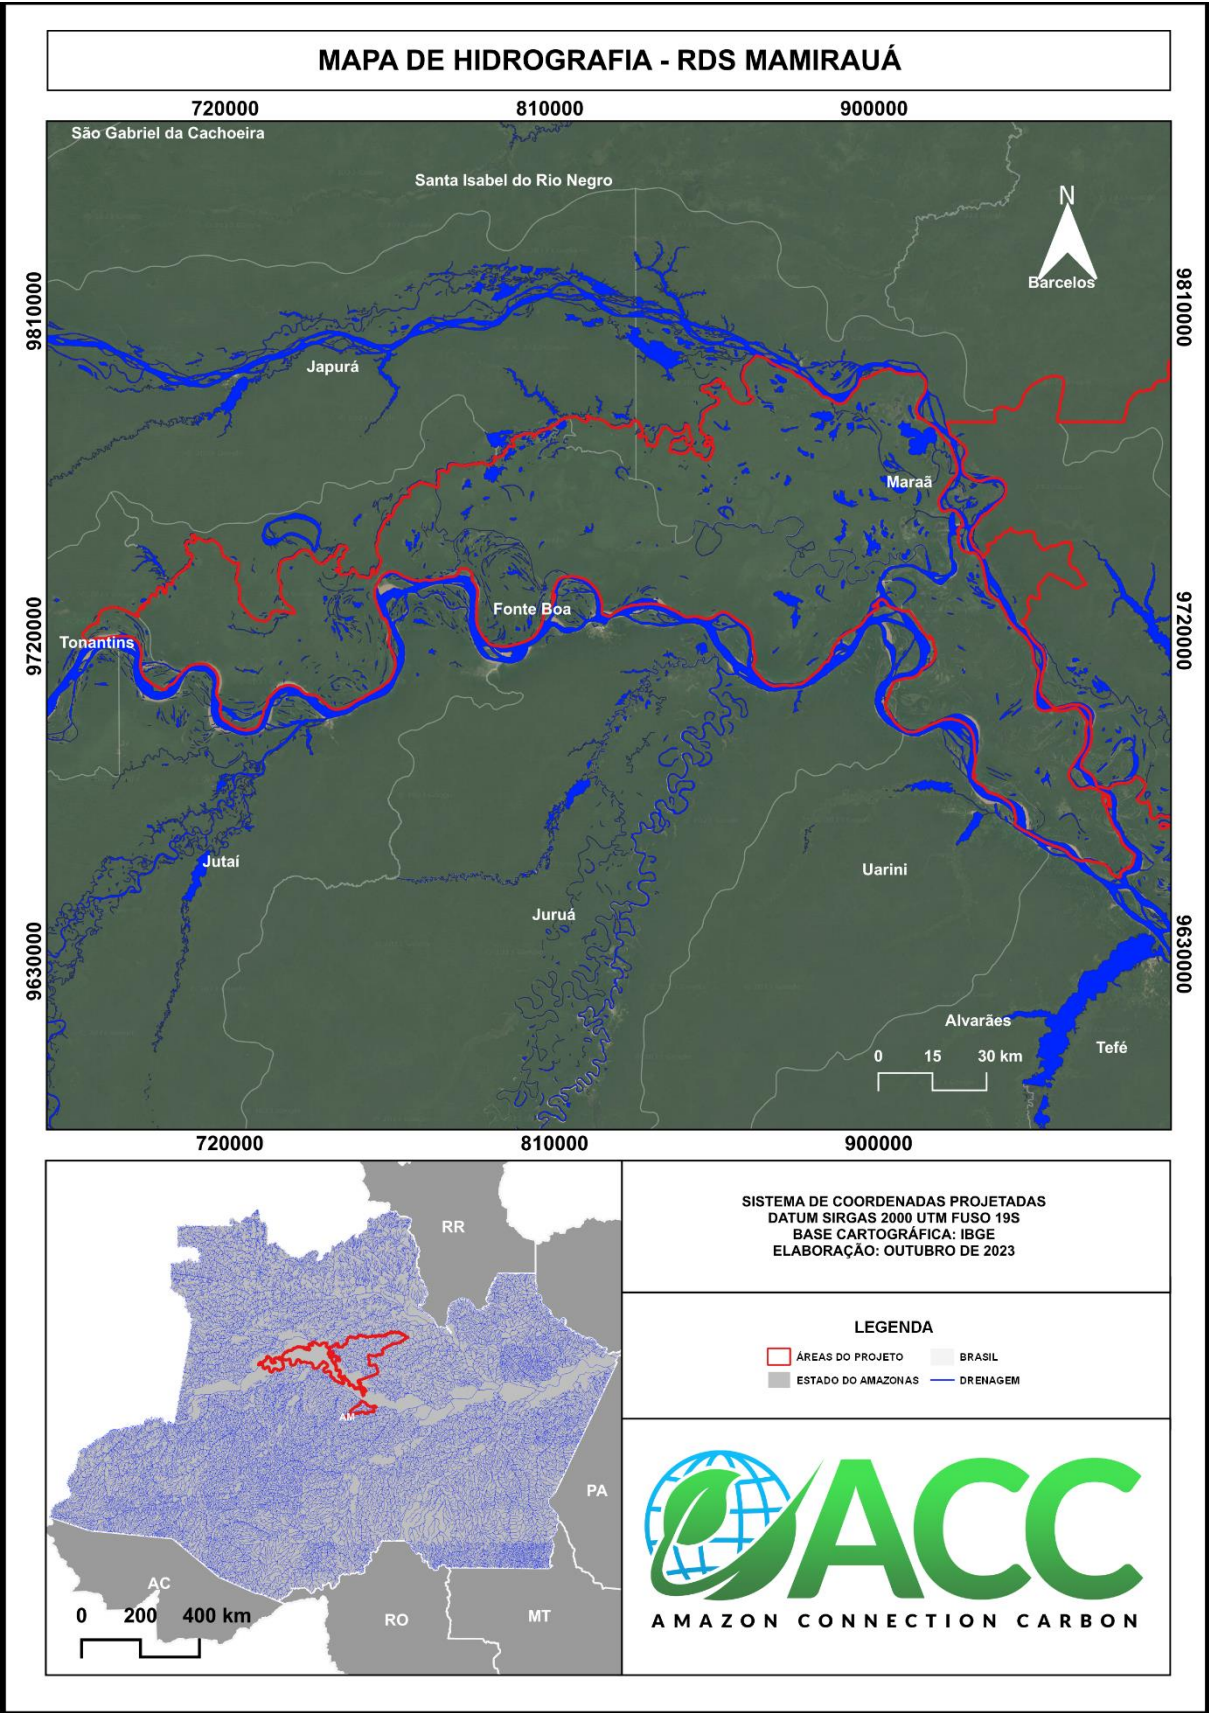 MAPA DE HIDROGRAFIA - RDS MAMIRAUÁ
720000 810000 900000
São Gabriel da Cachoeira
Santa Isabel do Rio Negro
N
Barcelos
9810000 9810000
Japurá
Maraã
Fonte Boa
9720000 9720000
Tonantins
Jutaí
Uarini
Juruá
9630000 9630000
Alvarães
Tefé
0 15 30 km
720000 810000 900000
RR
AM
PA
AC
RO
MT
0 200 400 km
SISTEMA DE COORDENADAS PROJETADAS
DATUM SIRGAS 2000 UTM FUSO 19S
BASE CARTOGRÁFICA: IBGE
ELABORAÇÃO: OUTUBRO DE 2023
LEGENDA
ÁREAS DO PROJETO BRASIL
ESTADO DO AMAZONAS DRENAGEM
ACC
AMAZON CONNECTION CARBON